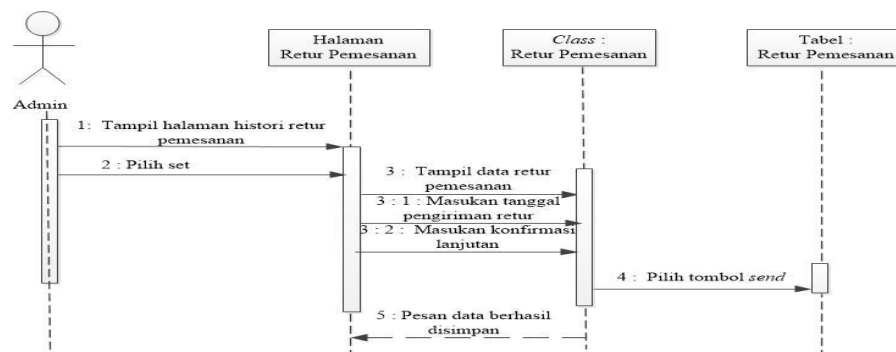 Halaman
Retur Pemesanan
Class :
Retur Pemesanan
Tabel :
Retur Pemesanan
Admin
1: Tampil halaman histori retur
pemesanan
2 : Pilih set
3 : Tampil data retur
pemesanan
3 : 1 : Masukan tanggal
pengiriman retur
3 : 2 : Masukan konfirmasi
lanjutan
4 : Pilih tombol send
5 : Pesan data berhasil
disimpan